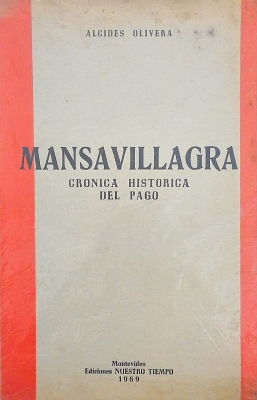 ALCIDES OLIVERA
MANSAVILLAGRA
CRONICA HISTORICA
DEL PAGO
Montevideo
Ediciones NUESTRO TIEMPO
1969